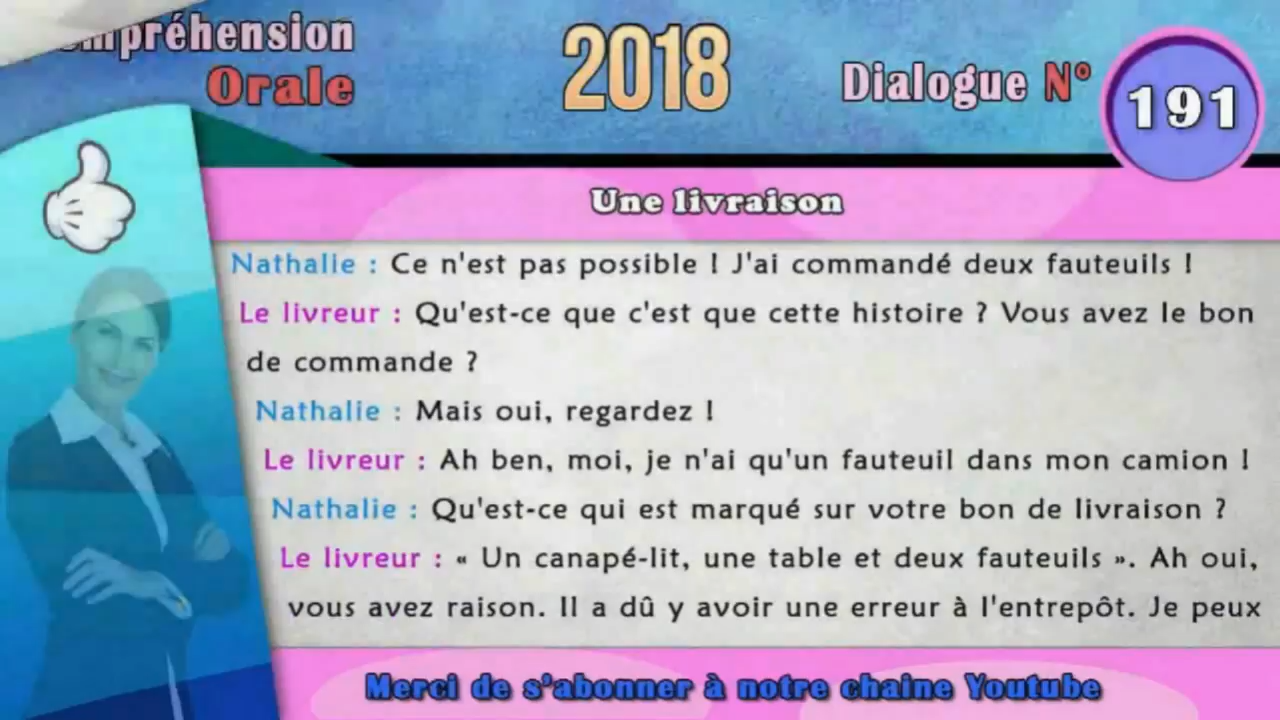 mpréhension
Orale
2018
Dialogue N°
191
Une livraison
Nathalie : Ce n'est pas possible ! J'ai commandé deux fauteuils !
Le livreur : Qu'est-ce que c'est que cette histoire ? Vous avez le bon
de commande ?
Nathalie : Mais oui, regardez !
Le livreur : Ah ben, moi, je n'ai qu'un fauteuil dans mon camion !
Nathalie : Qu'est-ce qui est marqué sur votre bon de livraison ?
Le livreur : « Un canapé-lit, une table et deux fauteuils ». Ah oui,
vous avez raison. Il a dû y avoir une erreur à l'entrepôt. Je peux
Merci de s'abonner à notre chaine Youtube